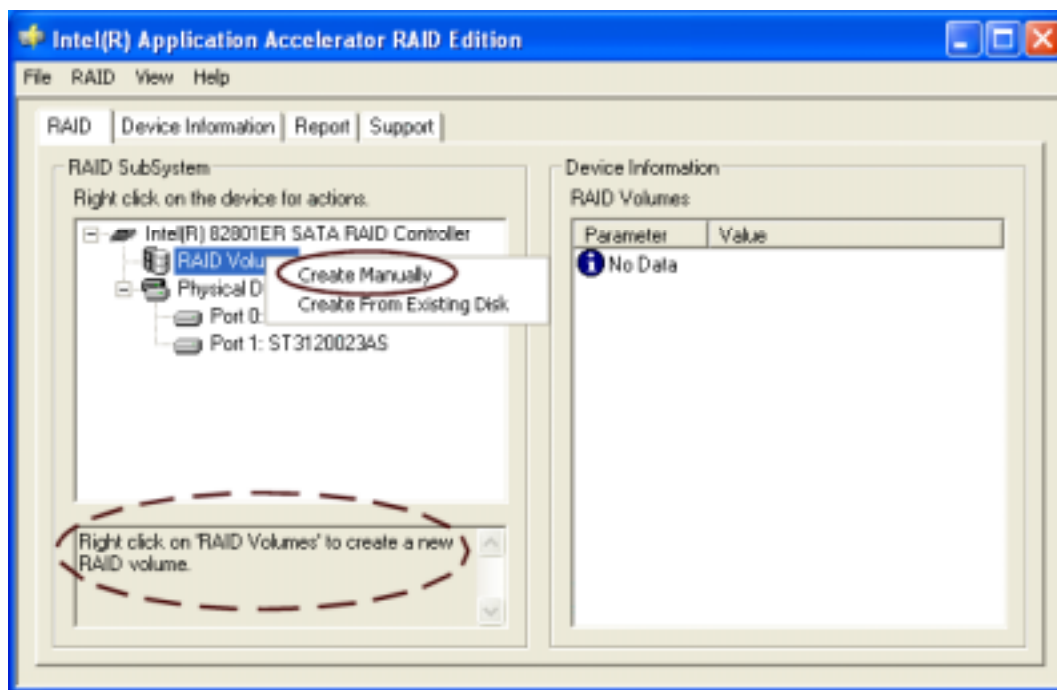 Intel(R) Application Accelerator RAID Edition
File RAID View Help
RAID Device Information Report Support
RAID SubSystem
Right click on the device for actions.
Intel(R) 82801ER SATA RAID Controller
RAID Volu
Create Manually
Create From Existing Disk
Physical D
Port 0:
Port 1: ST3120023AS
Right click on 'RAID Volumes' to create a new
RAID volume.
Device Information
RAID Volumes
Parameter Value
No Data